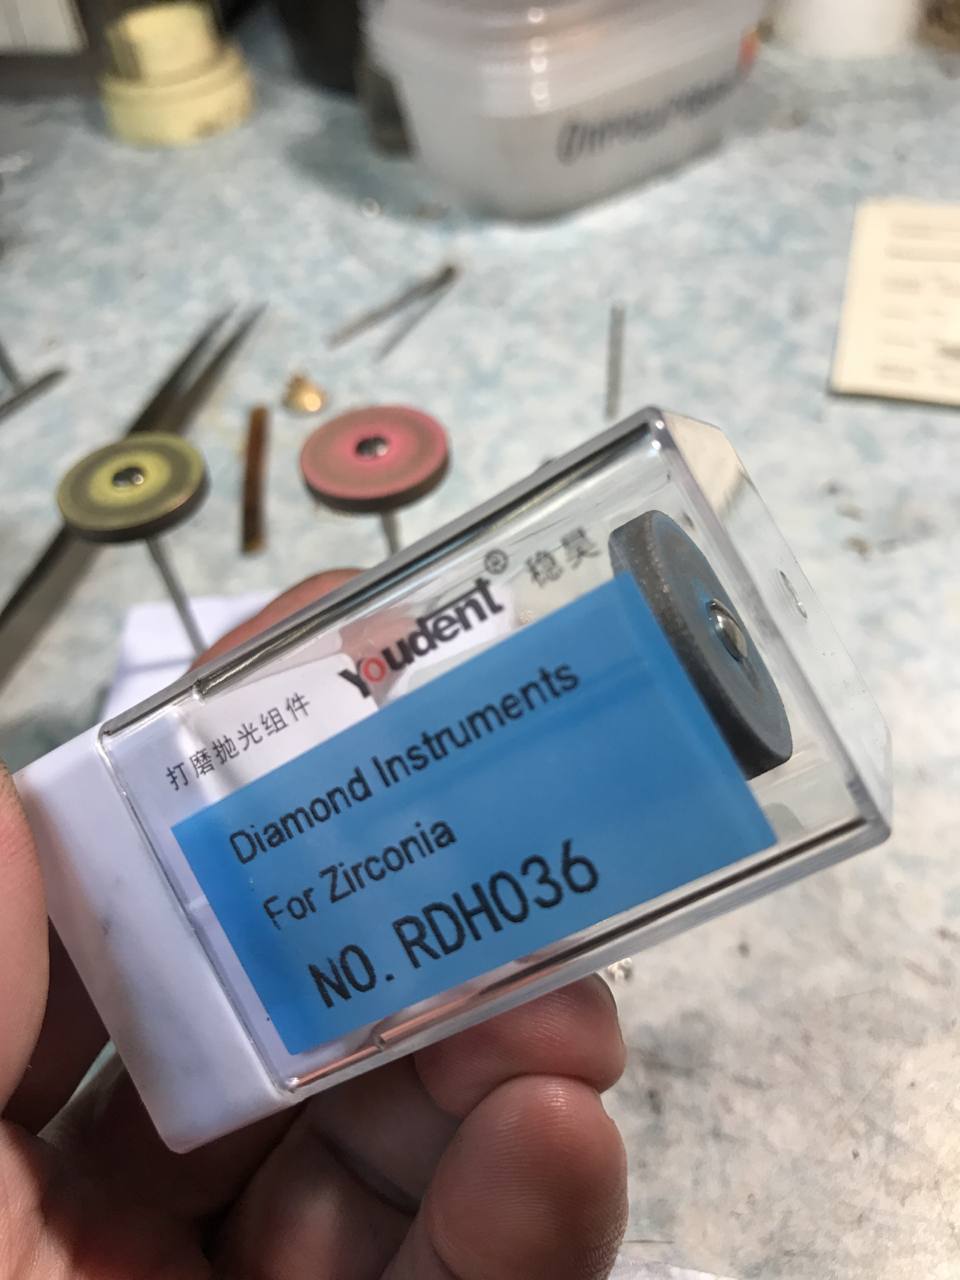 Youdent® 稳昊
打磨抛光组件
Diamond Instruments
For Zirconia
NO. RDH036